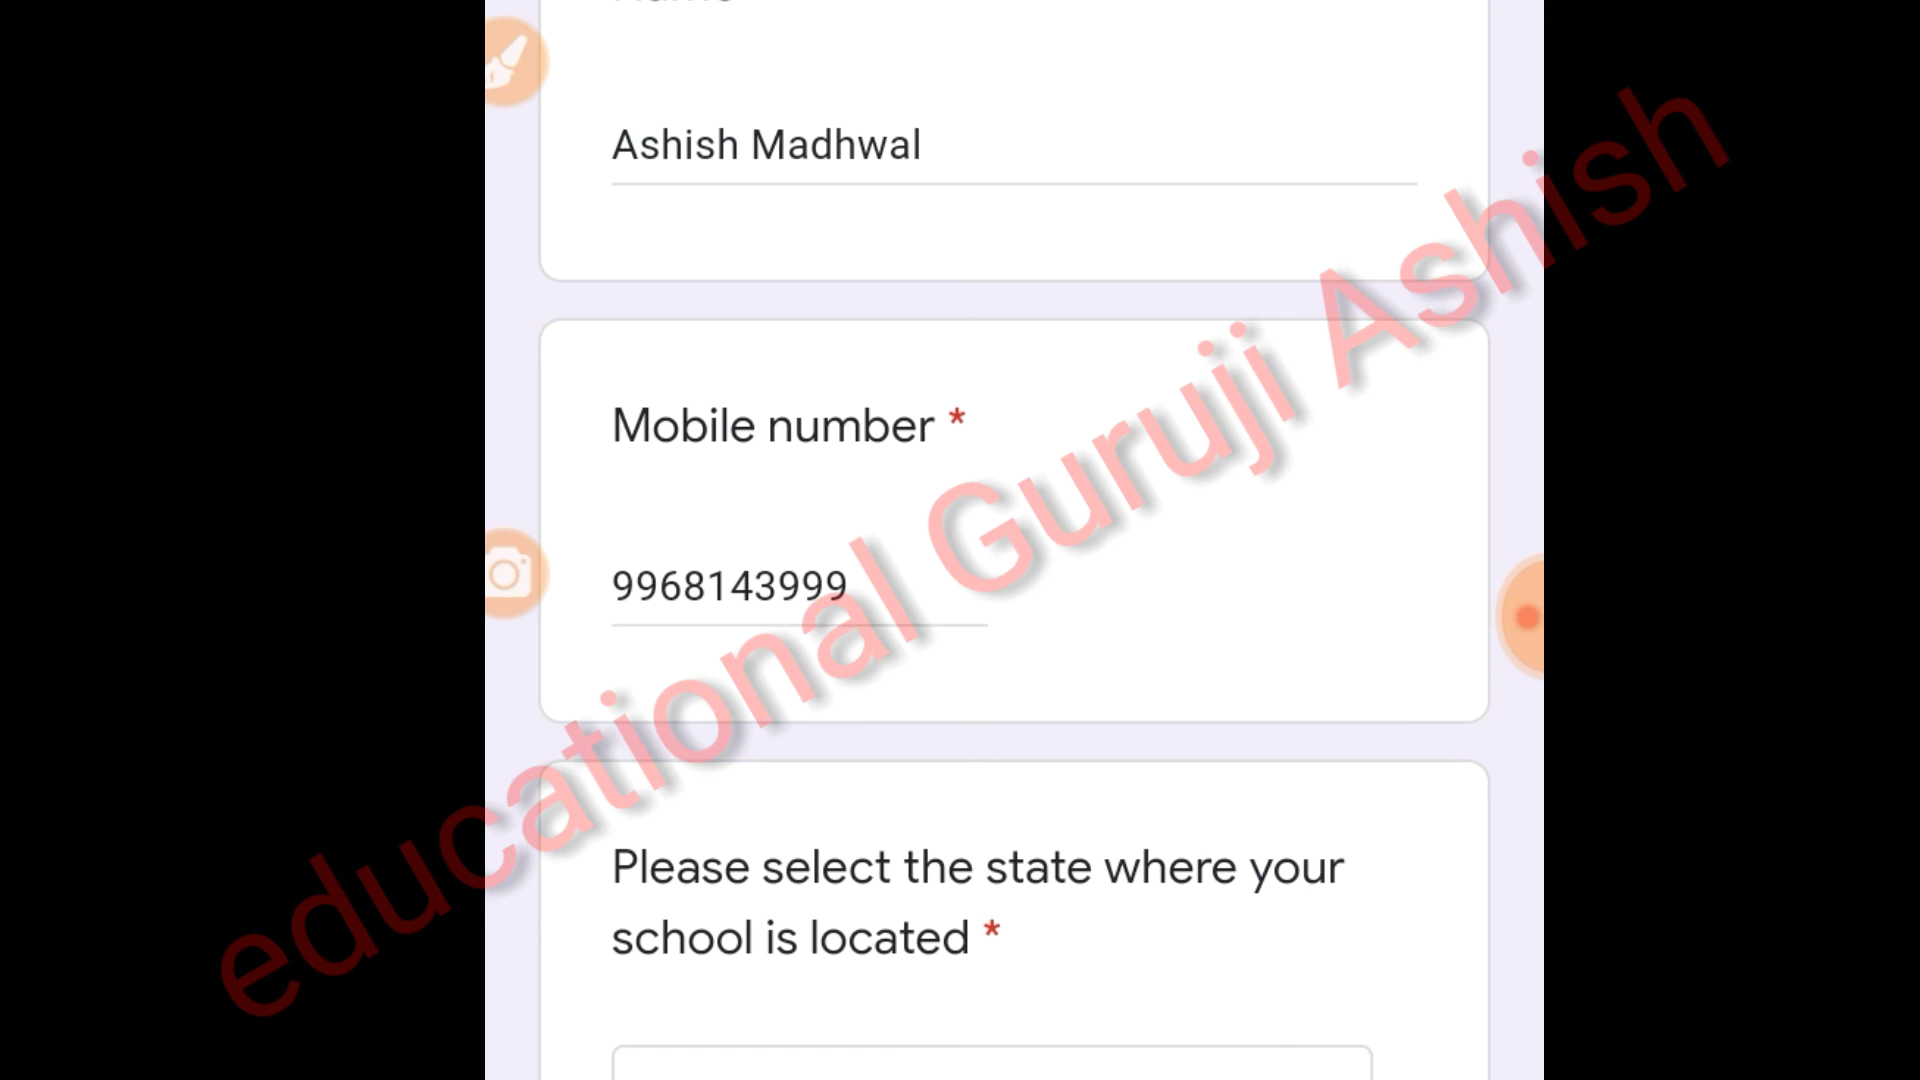 Ashish Madhwal
Mobile number *
9968143999
Please select the state where your
school is located *
educational Guruji Ashish